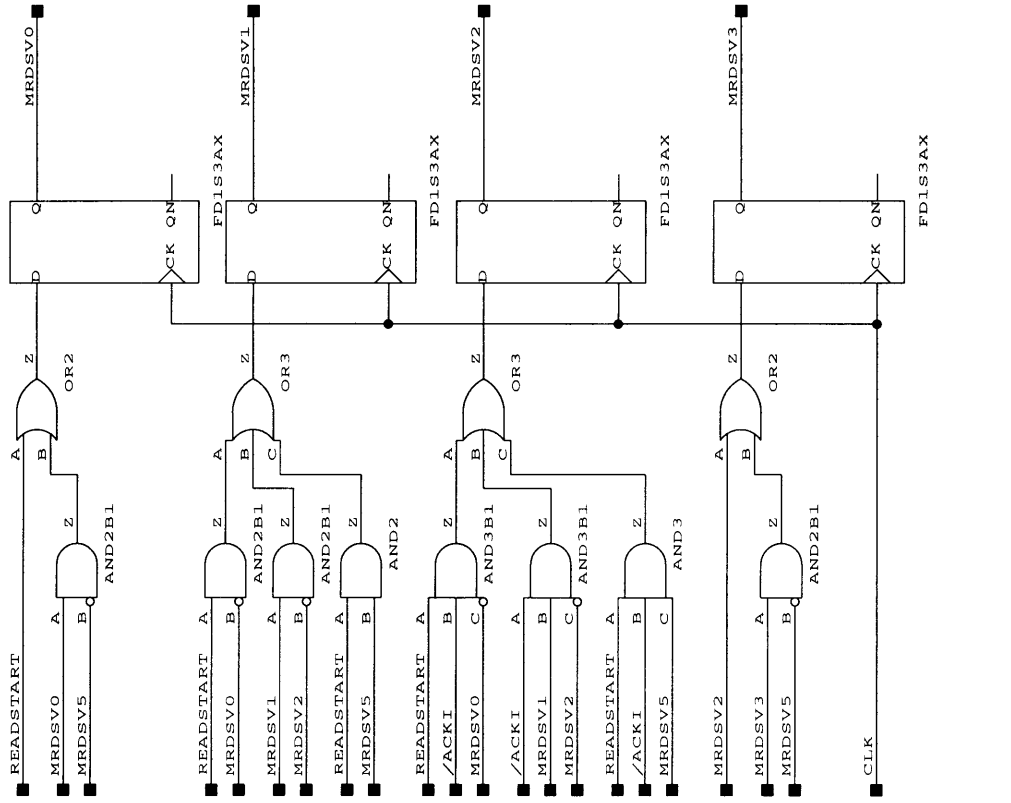 MRDSV0
MRDSV1
MRDSV2
MRDSV3
Q
QN
D
CK
FD1S3AX
Q
QN
D
CK
FD1S3AX
Q
QN
D
CK
FD1S3AX
Q
QN
D
CK
FD1S3AX
Z
OR2
A
B
Z
OR3
A
B
C
Z
OR3
A
B
C
Z
OR2
A
B
Z
AND2B1
A
B
Z
AND2B1
A
B
Z
AND2B1
A
B
Z
AND2
A
B
Z
AND3B1
A
B
C
Z
AND3B1
A
B
C
Z
AND3
A
B
C
Z
AND2B1
A
B
READSTART
MRDSV0
MRDSV5
READSTART
MRDSV0
MRDSV1
MRDSV2
READSTART
MRDSV5
READSTART
/ACKI
MRDSV0
/ACKI
MRDSV1
MRDSV2
READSTART
/ACKI
MRDSV5
MRDSV2
MRDSV3
MRDSV5
CLK